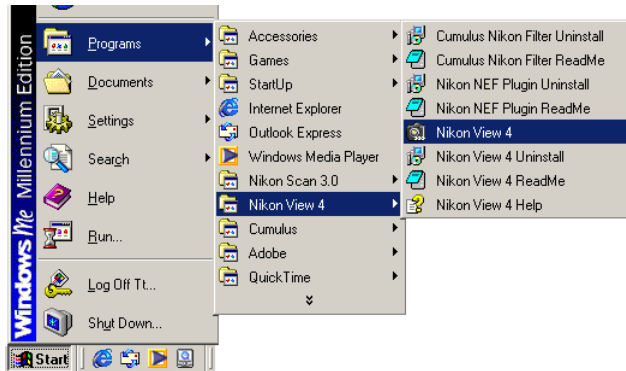 Windows Me Millennium Edition
Programs
Documents
Settings
Search
Help
Run...
Log Off Tt...
Shut Down...
Start
Accessories
Games
StartUp
Internet Explorer
Outlook Express
Windows Media Player
Nikon Scan 3.0
Nikon View 4
Cumulus
Adobe
QuickTime
Cumulus Nikon Filter Uninstall
Cumulus Nikon Filter ReadMe
Nikon NEF Plugin Uninstall
Nikon NEF Plugin ReadMe
Nikon View 4
Nikon View 4 Uninstall
Nikon View 4 ReadMe
Nikon View 4 Help